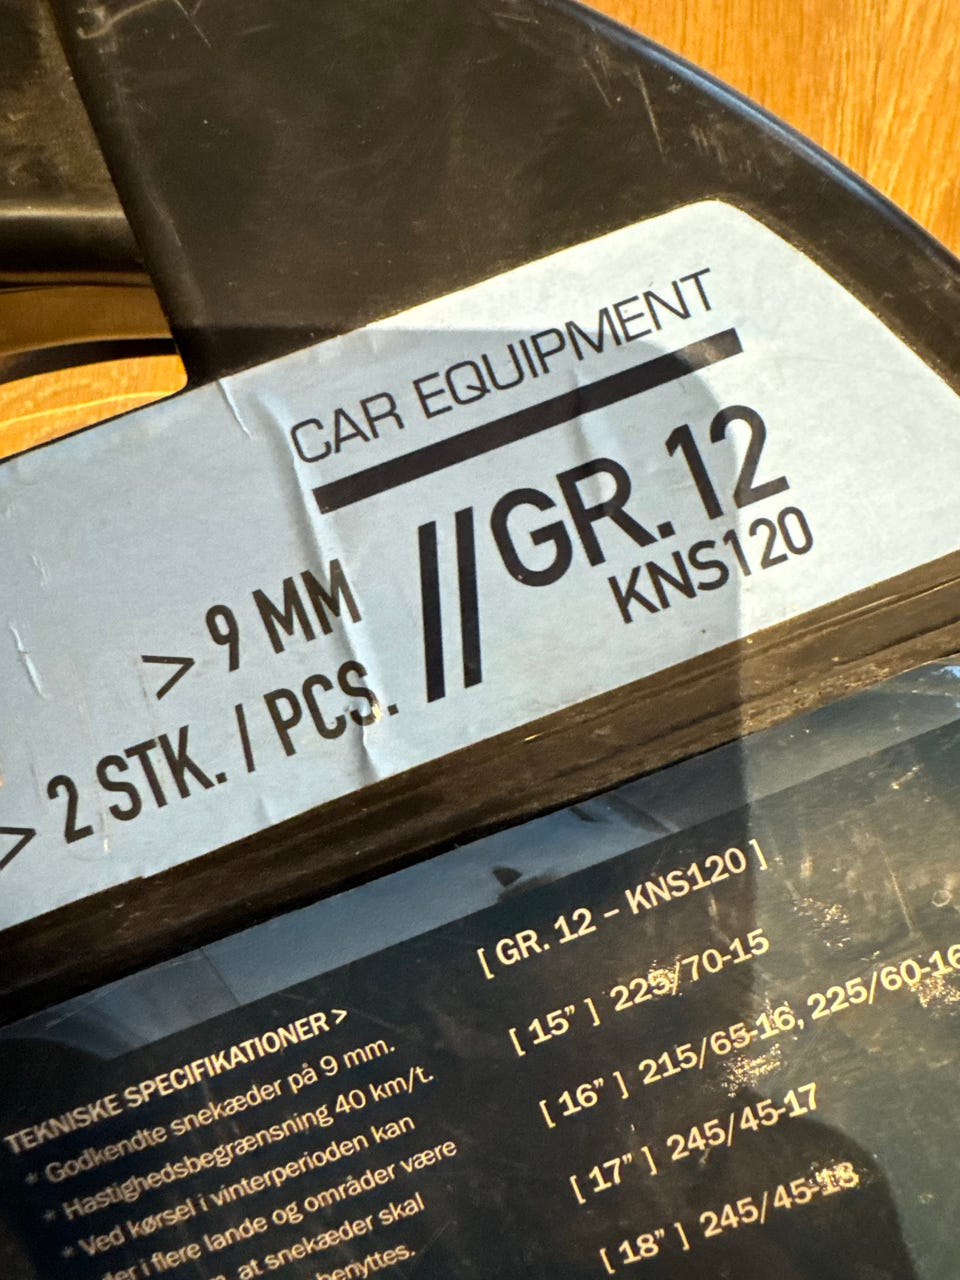 CAR EQUIPMENT
//GR. 12
KNS120
> 9 MM
> 2 STK. / PCS.
[ GR. 12 – KNS120 ]
[ 15” ] 225/70-15
[ 16” ] 215/65-16, 225/60-16
[ 17” ] 245/45-17
[ 18” ] 245/45-18
TEKNISKE SPECIFIKATIONER >
* Godkendte snekæder på 9 mm.
* Hastighedsbegrænsning 40 km/t.
* Ved kørsel i vinterperioden kan
i flere lande og områder være
at snekæder skal
benyttes.